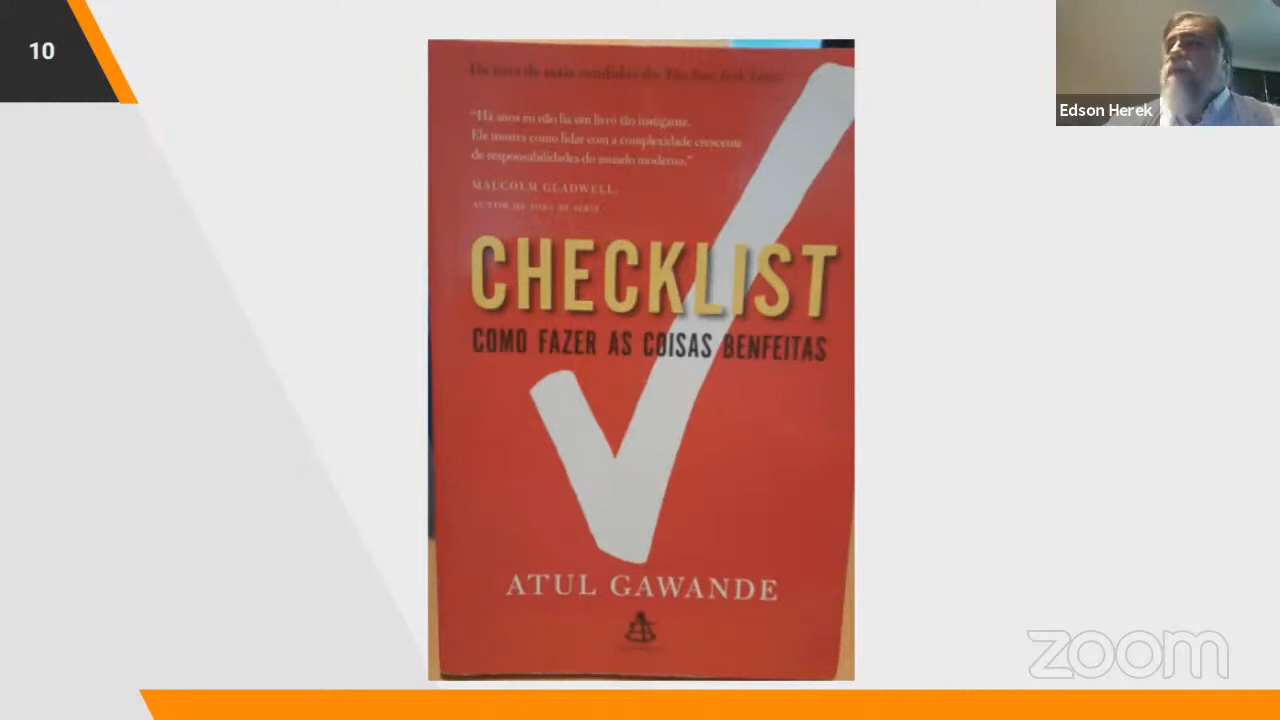 10
"Há anos eu não lia um livro tão instigante.
Ele mostra como lidar com a complexidade crescente
de responsabilidades do mundo moderno."
MALCOLM GLADWELL,
CHECKLIST
COMO FAZER AS COISAS BENFEITAS
ATUL GAWANDE
Edson Herek
zoom